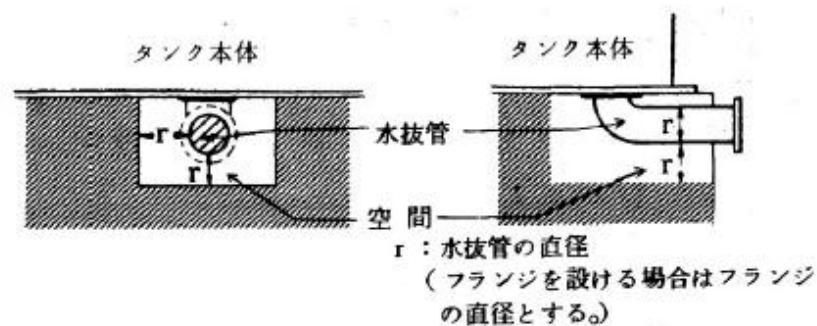 タンク本体
タンク本体
r
r
水抜管
r
r
空間
r：水抜管の直径
（フランジを設ける場合はフランジ
の直径とする。）